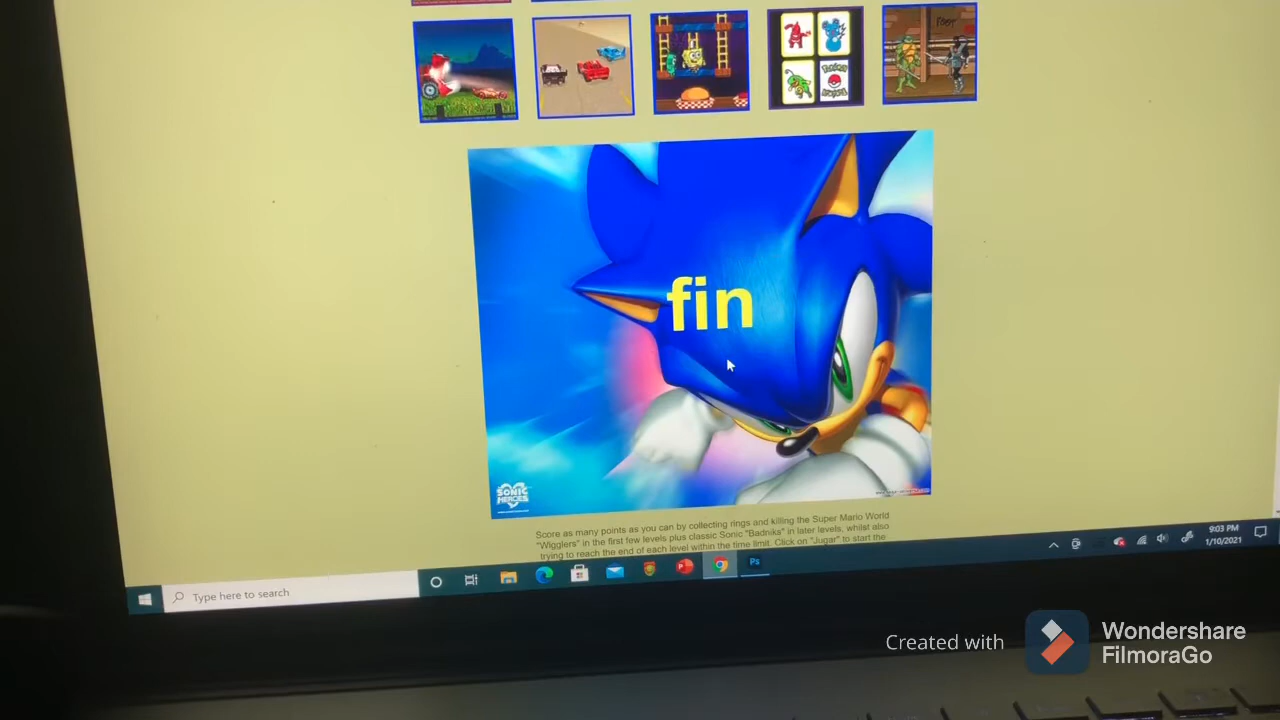 fin
SONIC
HEROES
Score as many points as you can by collecting rings and killing the Super Mario World
"Wigglers" in the first few levels plus classic Sonic "Badniks" in later levels, whilst also
trying to reach the end of each level within the time limit. Click on "Jugar" to start the
Type here to search
Ps
9:03 PM
1/10/2021
Created with
Wondershare
FilmoraGo